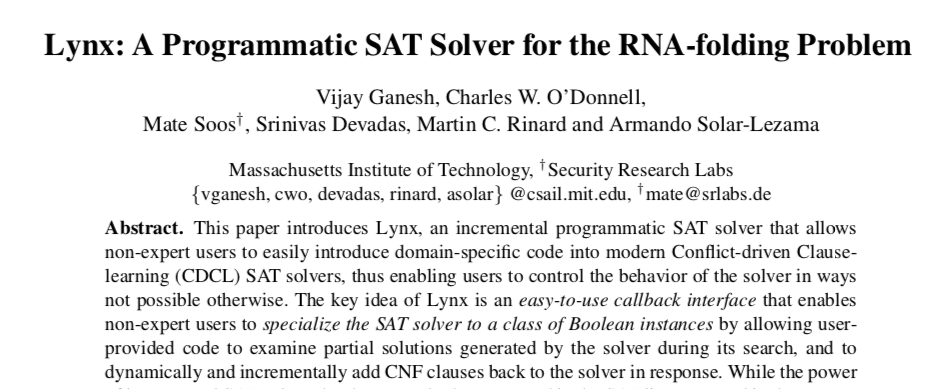 Lynx: A Programmatic SAT Solver for the RNA-folding Problem
Vijay Ganesh, Charles W. O'Donnell,
Mate Soos†, Srinivas Devadas, Martin C. Rinard and Armando Solar-Lezama
Massachusetts Institute of Technology, †Security Research Labs
{vganesh, cwo, devadas, rinard, asolar} @csail.mit.edu, †mate@srlabs.de
Abstract. This paper introduces Lynx, an incremental programmatic SAT solver that allows
non-expert users to easily introduce domain-specific code into modern Conflict-driven Clause-
learning (CDCL) SAT solvers, thus enabling users to control the behavior of the solver in ways
not possible otherwise. The key idea of Lynx is an easy-to-use callback interface that enables
non-expert users to specialize the SAT solver to a class of Boolean instances by allowing user-
provided code to examine partial solutions generated by the solver during its search, and to
dynamically and incrementally add CNF clauses back to the solver in response. While the power